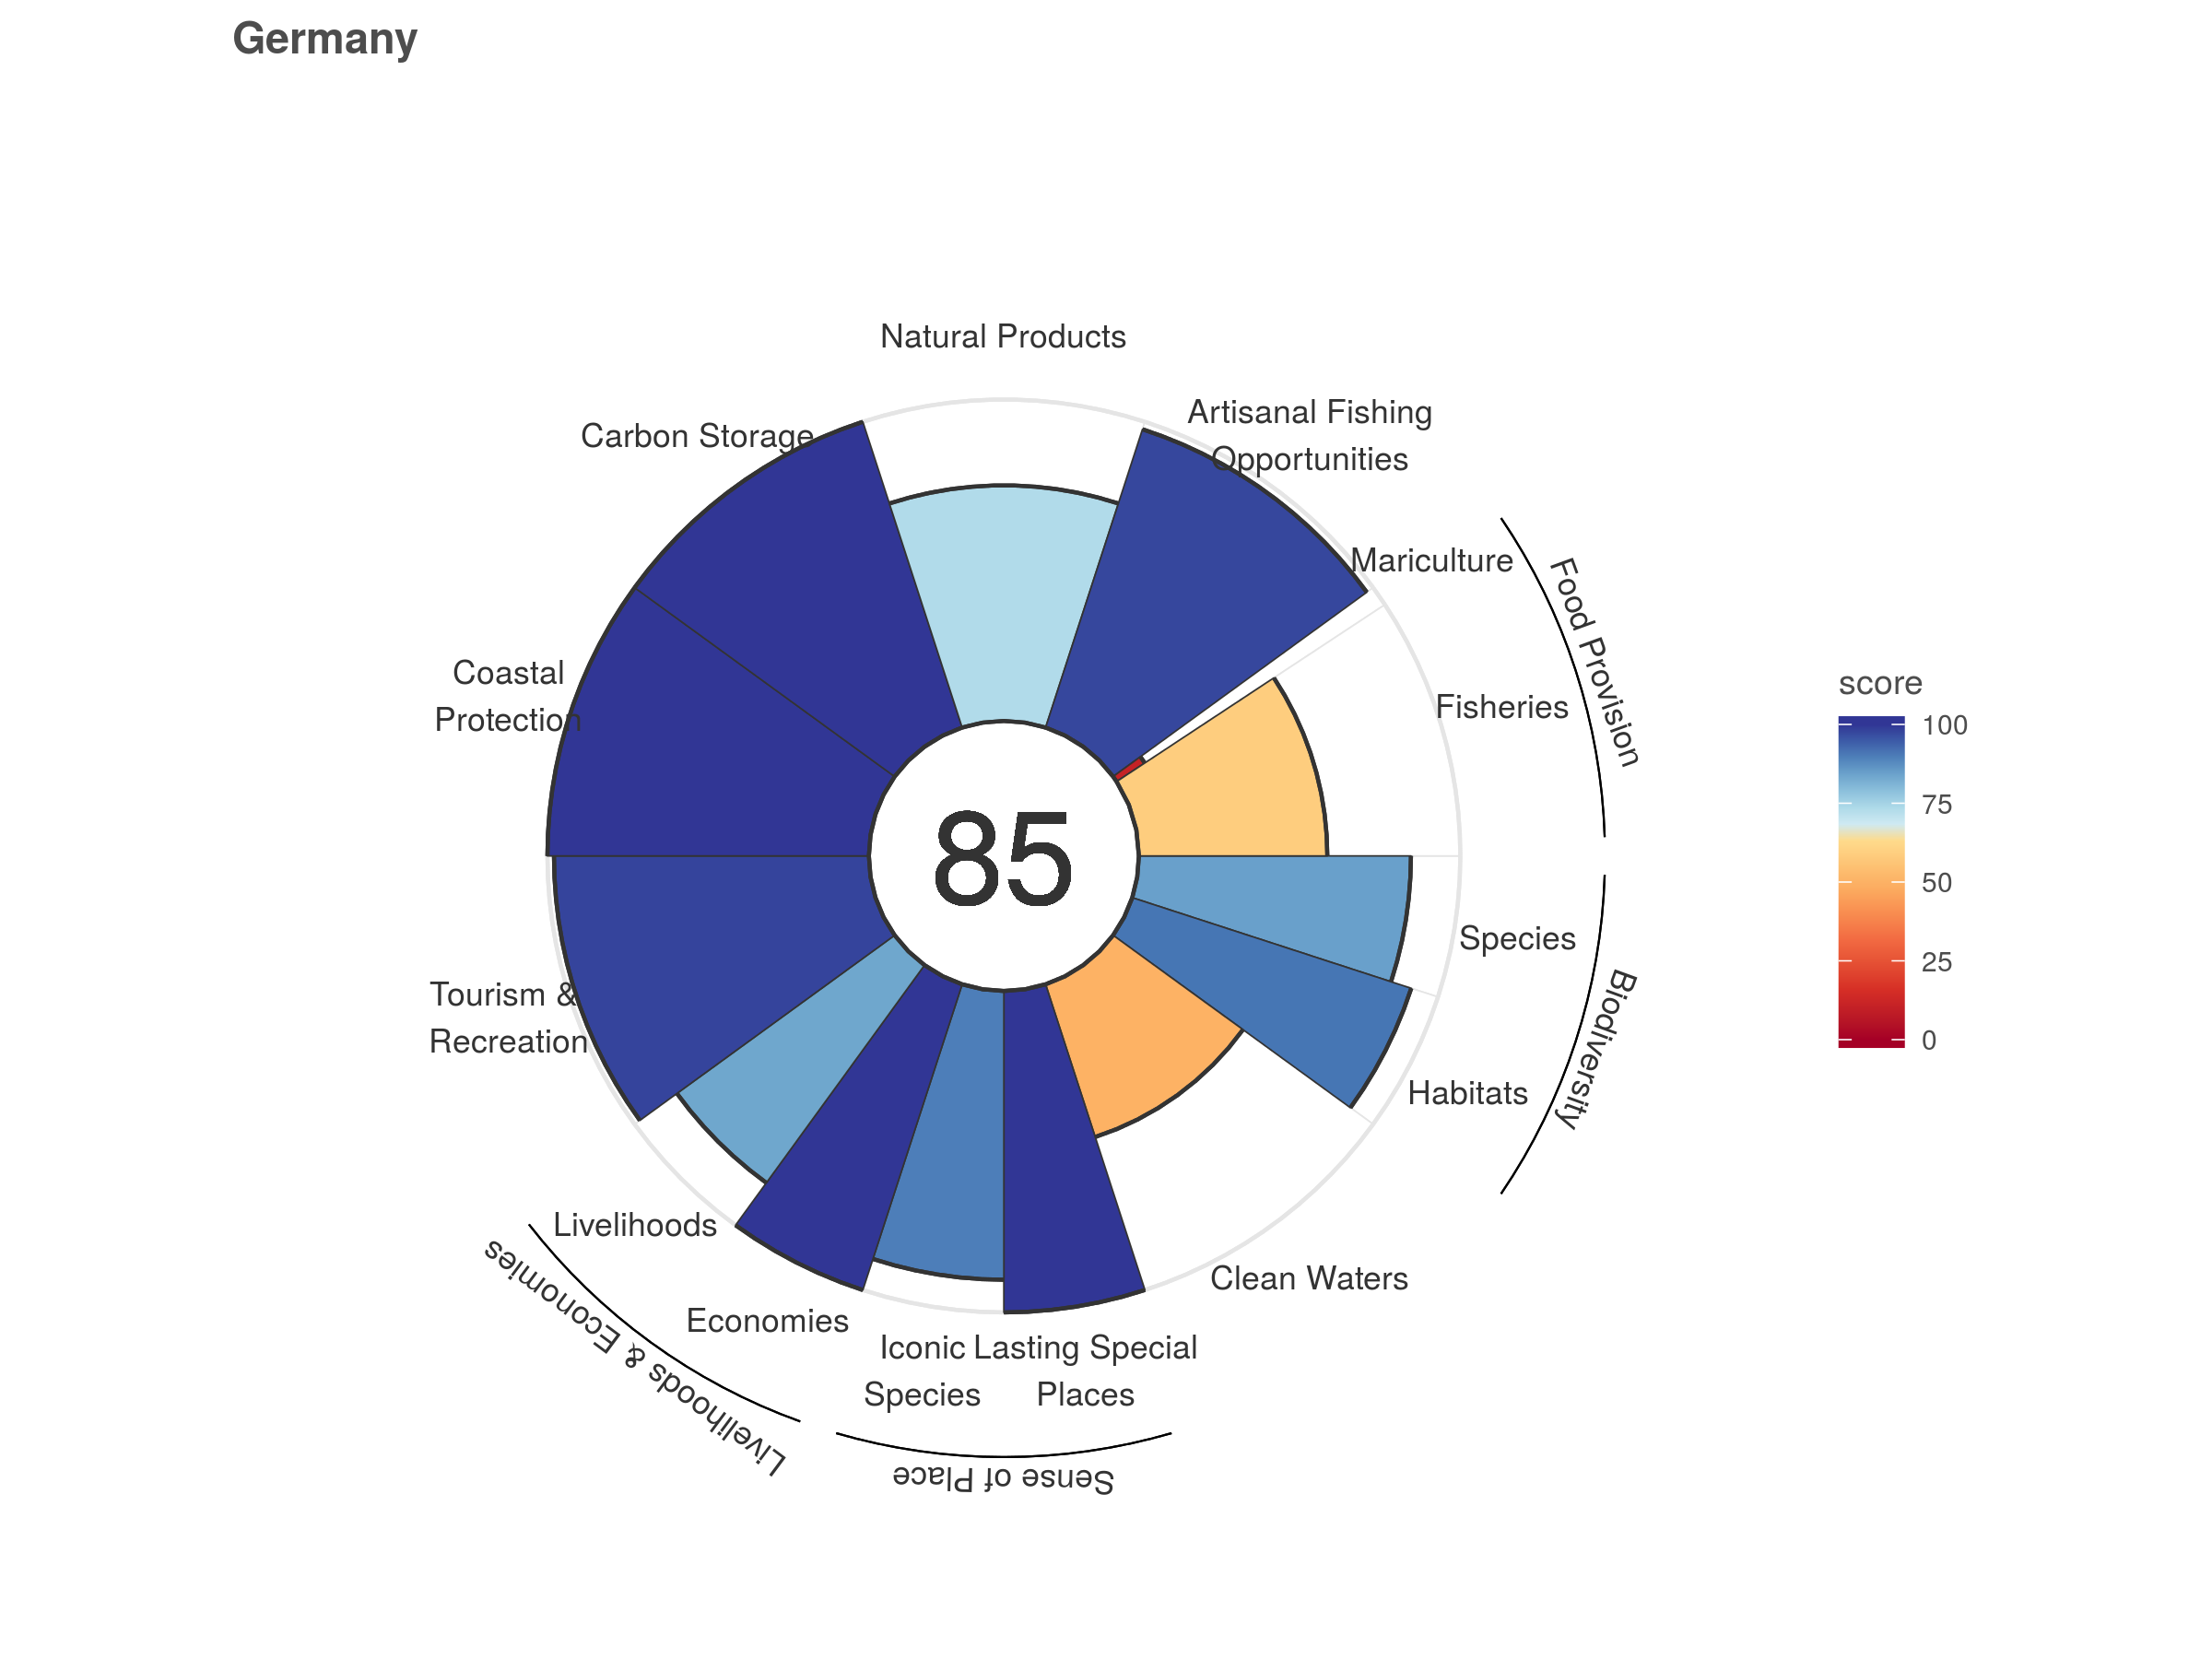 Germany
Natural Products
Artisanal Fishing
Opportunities
Carbon Storage
Mariculture
Food Provision
Fisheries
Coastal
Protection
85
score
100
75
50
25
0
Species
Biodiversity
Tourism &
Recreation
Habitats
Livelihoods
Clean Waters
Economies
Livelihoods & Economies
Iconic
Species
Lasting Special
Places
Sense of Place